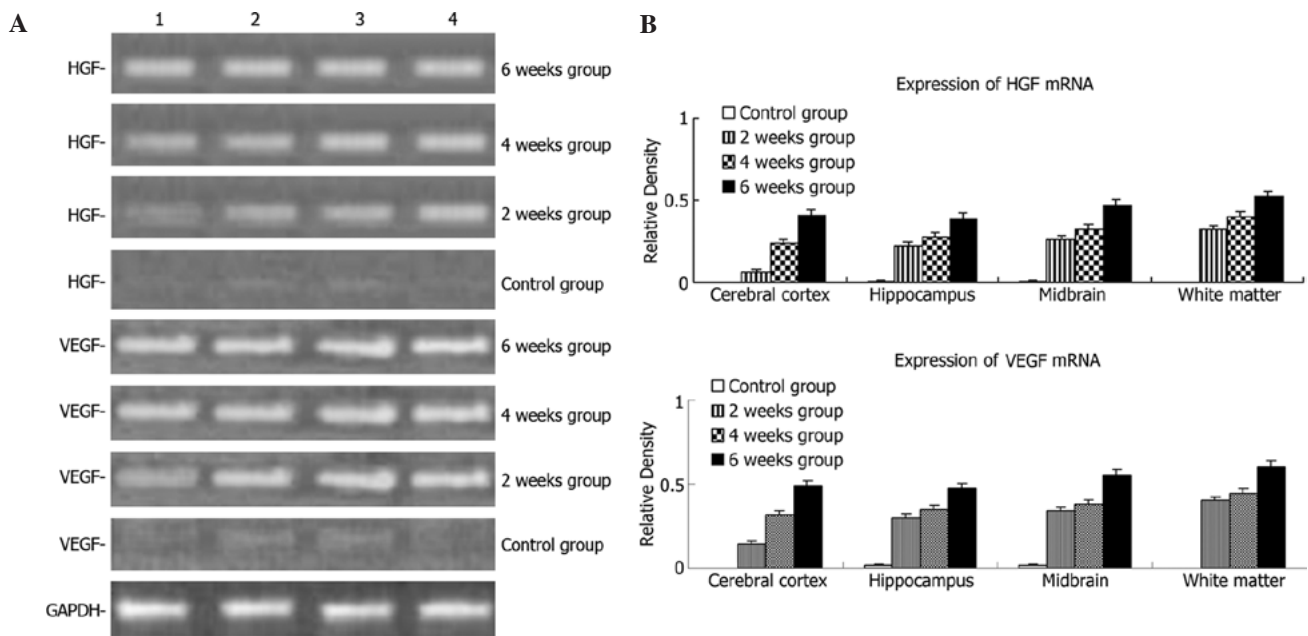 A
1 2 3 4
HGF- 6 weeks group
HGF- 4 weeks group
HGF- 2 weeks group
HGF- Control group
VEGF- 6 weeks group
VEGF- 4 weeks group
VEGF- 2 weeks group
VEGF- Control group
GAPDH-
B
Expression of HGF mRNA
Control group
2 weeks group
4 weeks group
6 weeks group
Relative Density
1
0.5
0
Cerebral cortex Hippocampus Midbrain White matter
Expression of VEGF mRNA
Control group
2 weeks group
4 weeks group
6 weeks group
Relative Density
1
0.5
0
Cerebral cortex Hippocampus Midbrain White matter